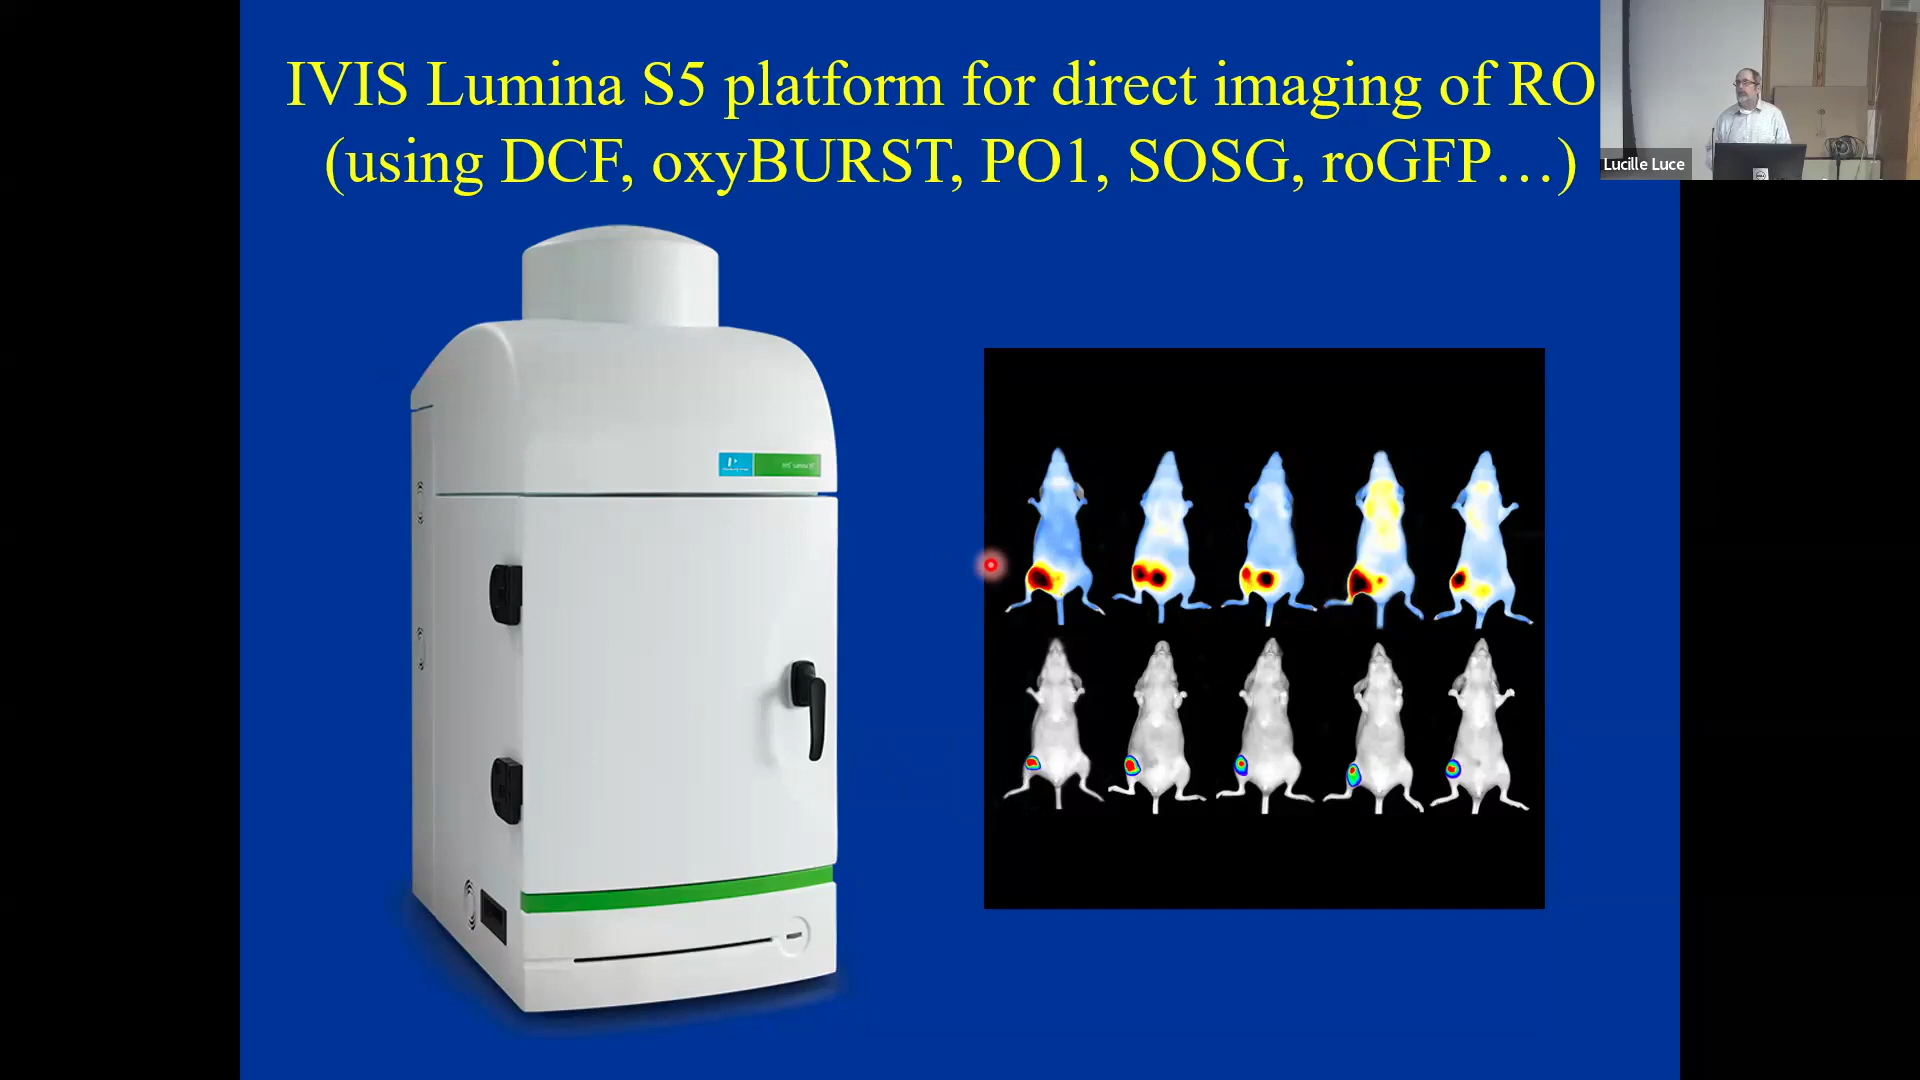 IVIS Lumina S5 platform for direct imaging of RO
(using DCF, oxyBURST, PO1, SOSG, roGFP…)
Lucille Luce